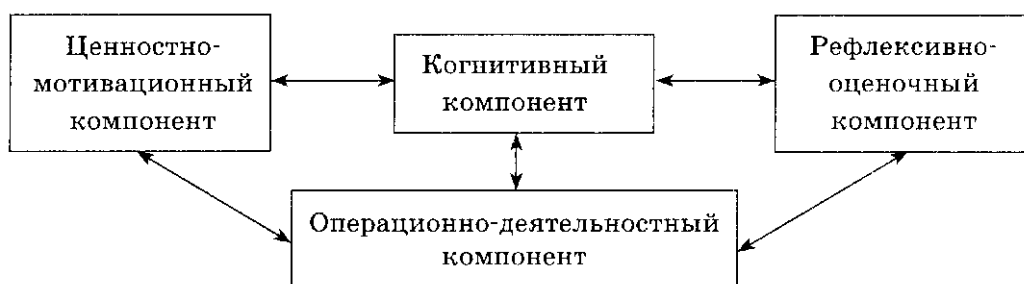 Ценностно-
мотивационный
компонент
Когнитивный
компонент
Рефлексивно-
оценочный
компонент
Операционно-деятельностный
компонент